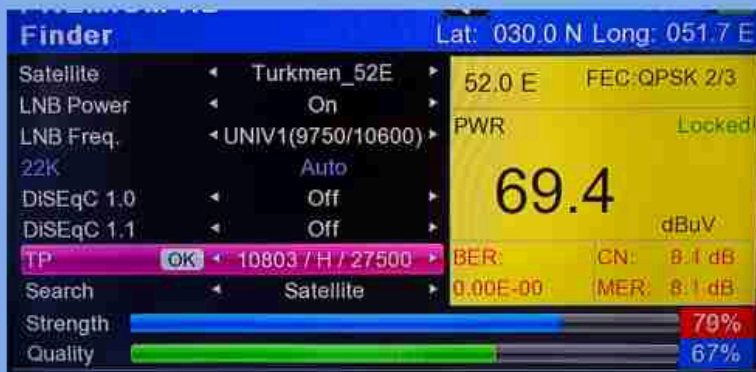 Finder Lat: 030.0 N Long: 051.7 E
Satellite Turkmen_52E
LNB Power On
LNB Freq. UNIV1(9750/10600)
22K Auto
DiSEqC 1.0 Off
DiSEqC 1.1 Off
TP OK 10803 / H / 27500
Search Satellite
52.0 E FEC:QPSK 2/3
PWR Locked!
69.4
dBuV
BER: CN: 8.1 dB
0.00E-00 MER: 8.1 dB
Strength 79%
Quality 67%